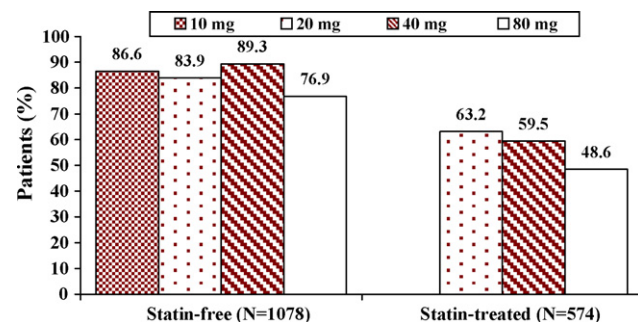 10 mg 20 mg 40 mg 80 mg
Patients (%)
100
90
80
70
60
50
40
30
20
10
0
86.6 83.9 89.3 76.9 63.2 59.5 48.6
Statin-free (N=1078) Statin-treated (N=574)